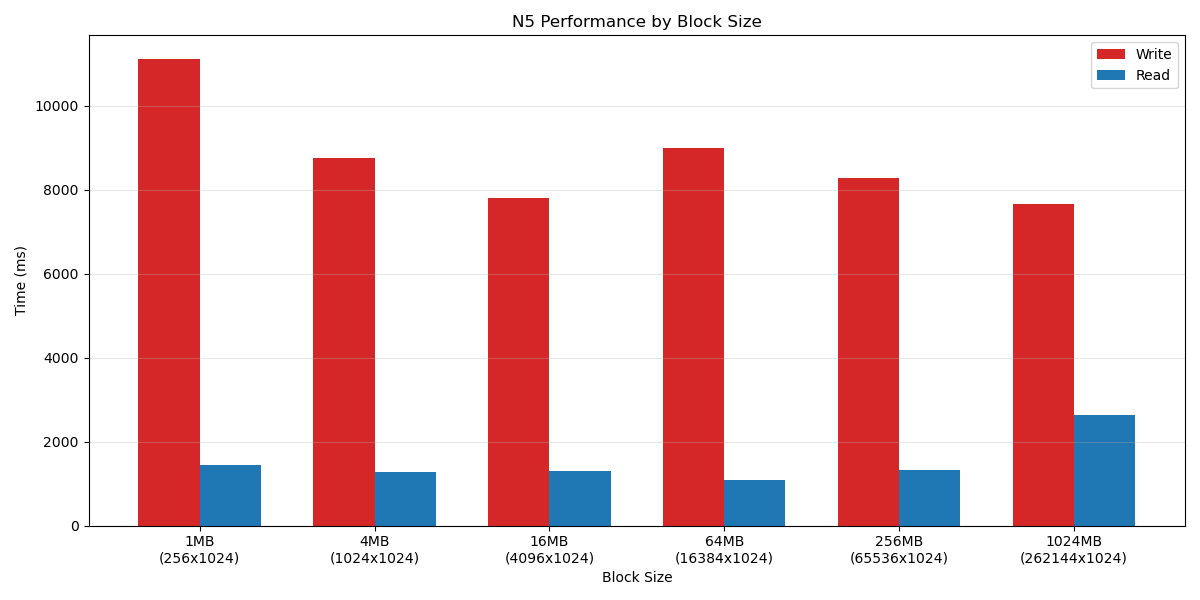 N5 Performance by Block Size
Write
Read
Time (ms)
10000
8000
6000
4000
2000
0
1MB
(256x1024)
4MB
(1024x1024)
16MB
(4096x1024)
64MB
(16384x1024)
256MB
(65536x1024)
1024MB
(262144x1024)
Block Size